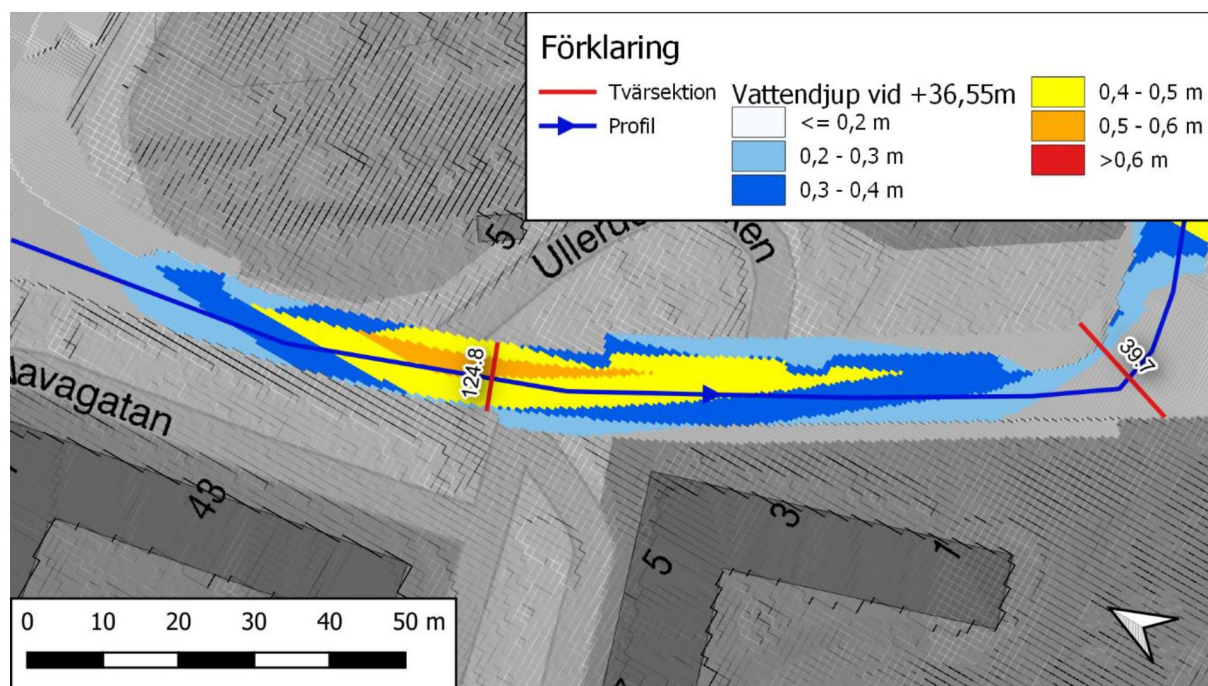 Förklaring
Tvärsektion
Profil
Vattendjup vid +36,55m
<= 0,2 m
0,2 - 0,3 m
0,3 - 0,4 m
0,4 - 0,5 m
0,5 - 0,6 m
>0,6 m
5
124.8
39.7
43
3
1
5
0 10 20 30 40 50 m